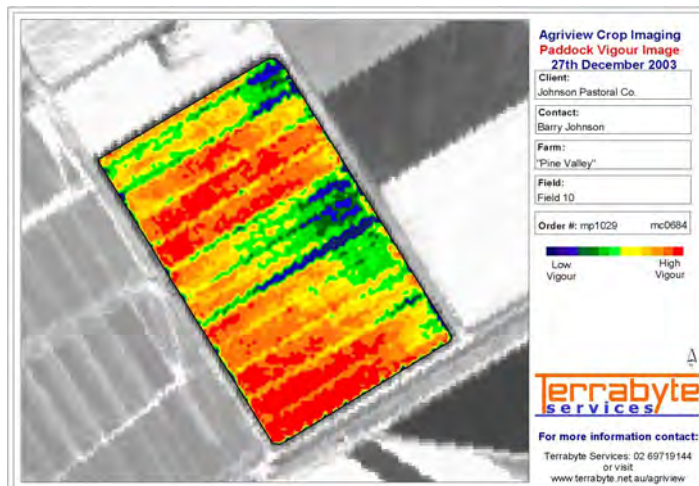 Agriview Crop Imaging
Paddock Vigour Image
27th December 2003
Client:
Johnson Pastoral Co.
Contact:
Barry Johnson
Farm:
"Pine Valley"
Field:
Field 10
Order #: mp1029 mc0684
Low Vigour
High Vigour
Terrabyte
services
For more information contact:
Terrabyte Services: 02 69719144
or visit
www.terrabyte.net.au/agriview